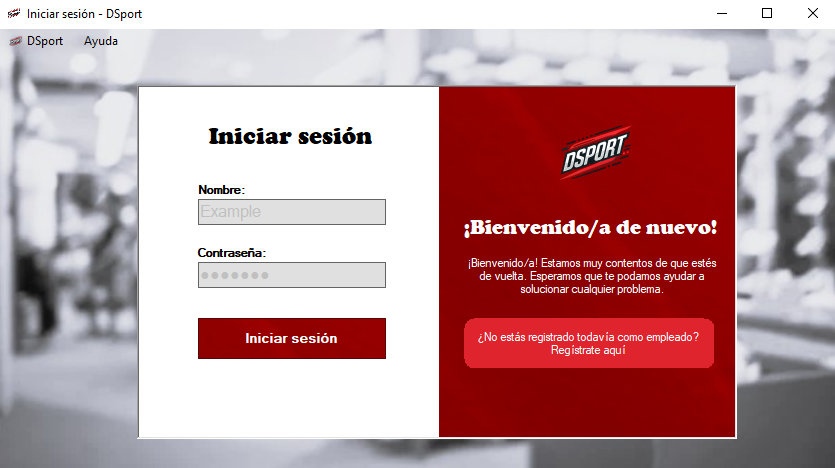 Iniciar sesión - DSport
DSport Ayuda
Iniciar sesión
Nombre:
Example
Contraseña:
Iniciar sesión
DSPORT
¡Bienvenido/a de nuevo!
¡Bienvenido/a! Estamos muy contentos de que estés
de vuelta. Esperamos que te podamos ayudar a
solucionar cualquier problema.
¿No estás registrado todavía como empleado?
Regístrate aquí